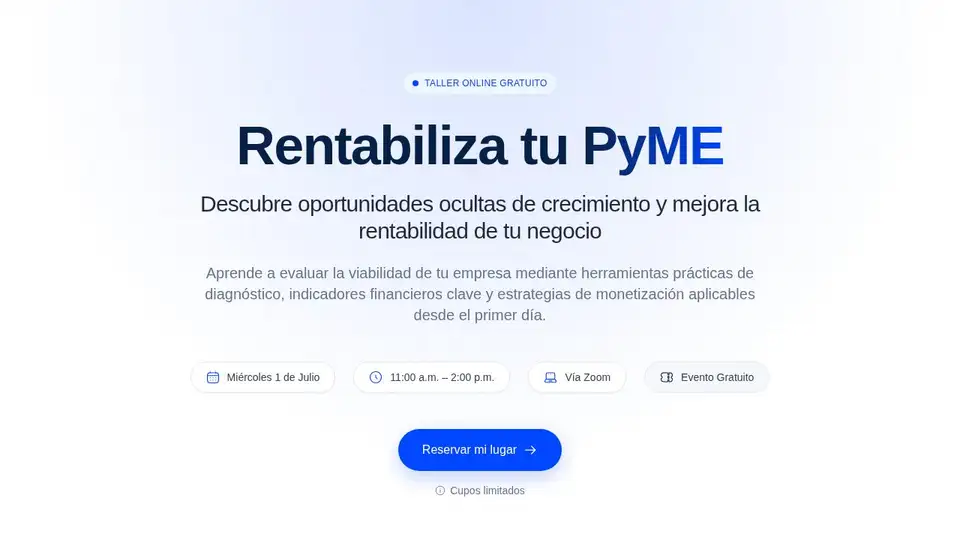 TALLER ONLINE GRATUITO
Rentabiliza tu PyME
Descubre oportunidades ocultas de crecimiento y mejora la
rentabilidad de tu negocio
Aprende a evaluar la viabilidad de tu empresa mediante herramientas prácticas de
diagnóstico, indicadores financieros clave y estrategias de monetización aplicables
desde el primer día.
Miércoles 1 de Julio
11:00 a.m. – 2:00 p.m.
Vía Zoom
Evento Gratuito
Reservar mi lugar →
Cupos limitados